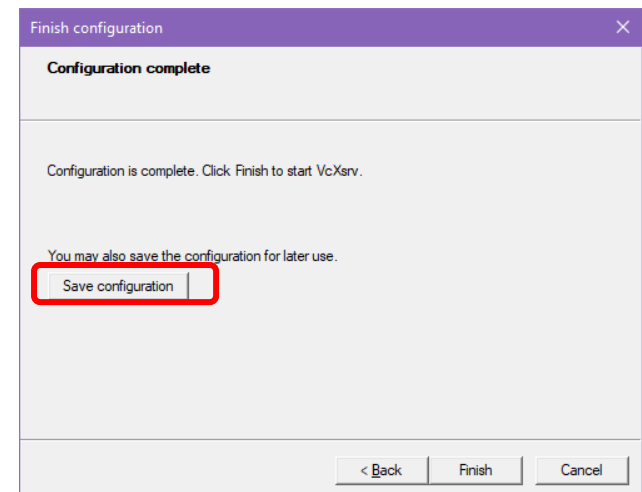 Finish configuration
Configuration complete
Configuration is complete. Click Finish to start VcXsrv.
You may also save the configuration for later use.
Save configuration
< Back Finish Cancel